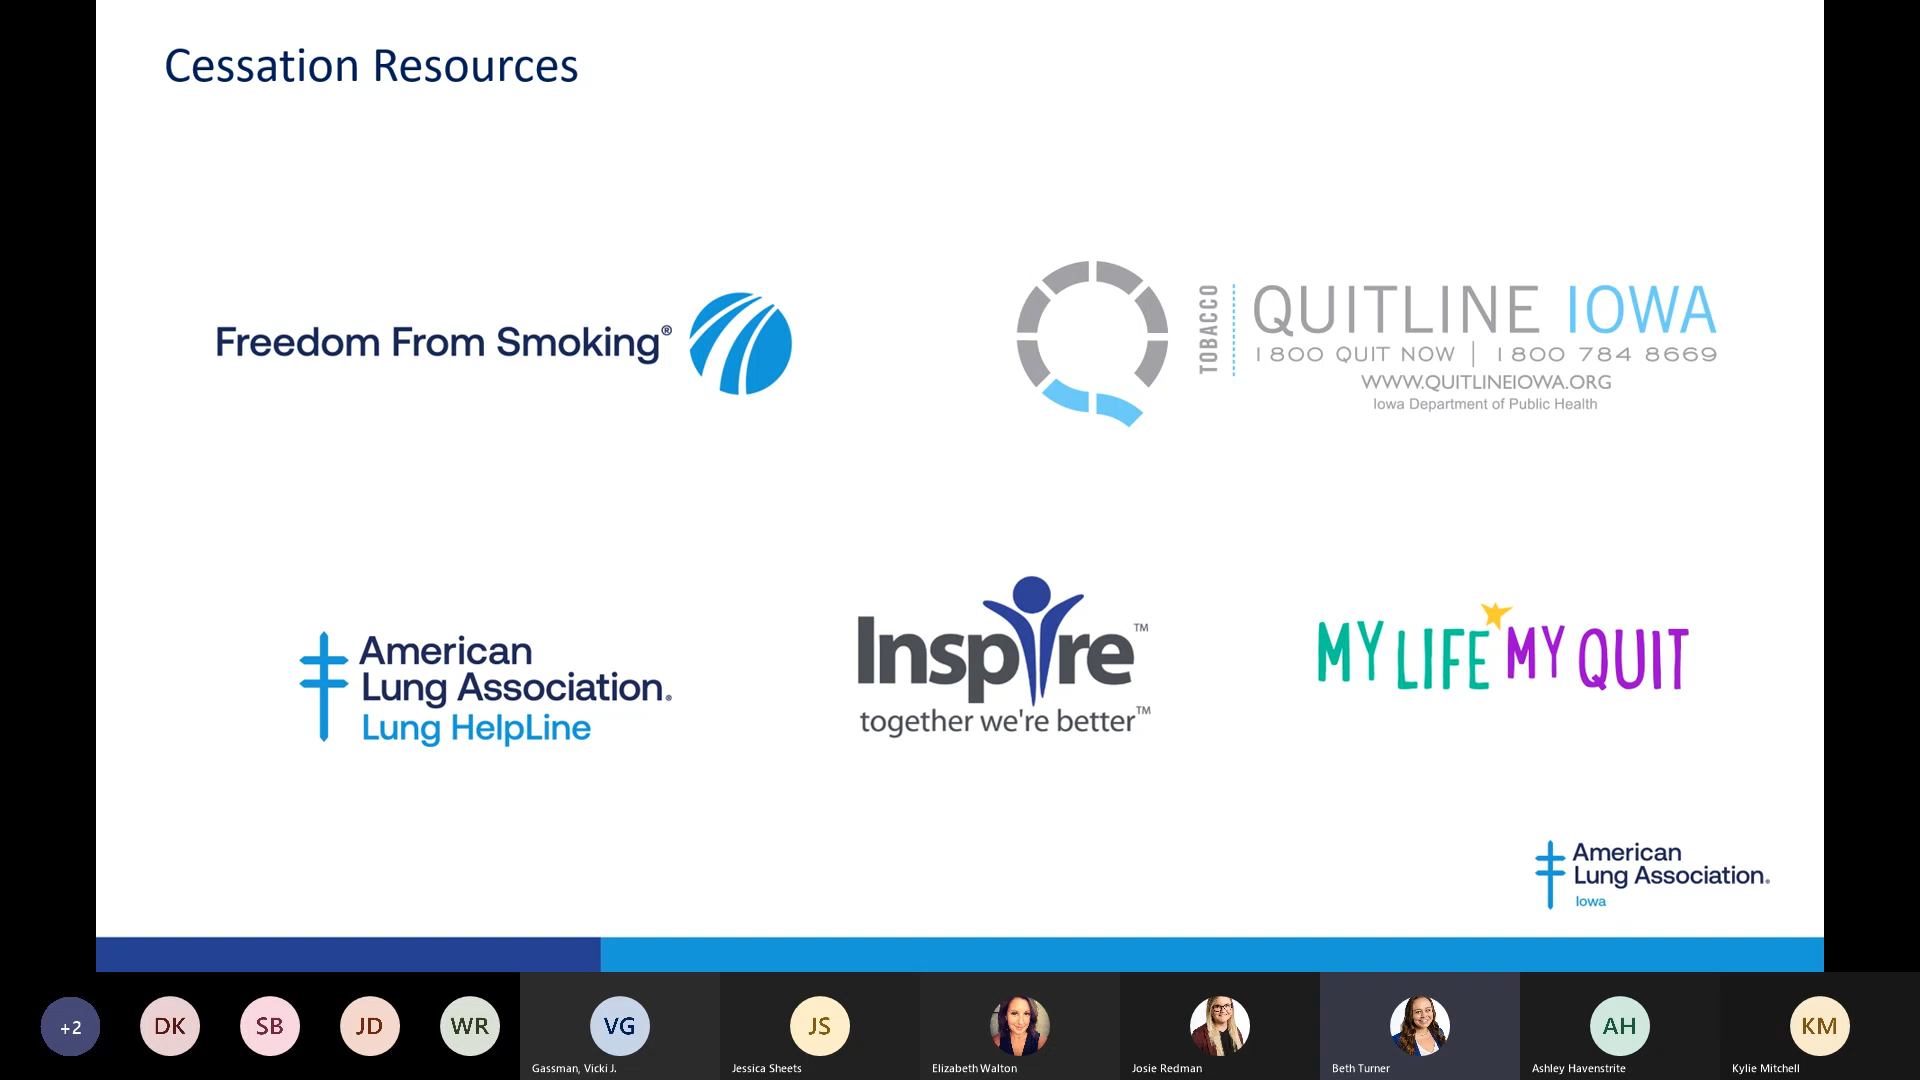 Cessation Resources
Freedom From Smoking®
TOBACCO
QUITLINE IOWA
1 800 QUIT NOW | 1 800 784 8669
WWW.QUITLINEIOWA.ORG
Iowa Department of Public Health
American
Lung Association®
Lung HelpLine
Inspire™
together we're better™
MY LIFE MY QUIT
American
Lung Association®
Iowa
+2
DK
SB
JD
WR
VG
JS
AH
KM
Gassman, Vicki J.
Jessica Sheets
Elizabeth Walton
Josie Redman
Beth Turner
Ashley Havenstrite
Kylie Mitchell